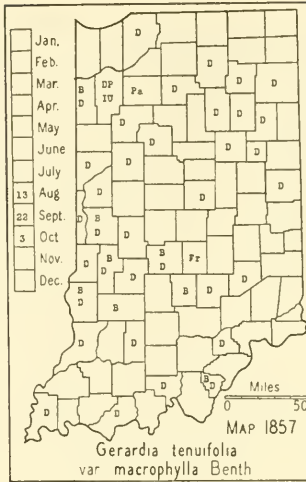 Jan.
Feb.
Mar.
Apr.
May
June
July
13 Aug
22 Sept.
3 Oct
Nov.
Dec.
D
D D
B DP Pa D D D
D IU
D D D D
D D
D D D
D D
B
D D
D B B Fr
D D
B B B D
D
D D D D
D B
D
D D
Miles
0 50
MAP 1857
Gerardia tenuifolia
var macrophylla Benth